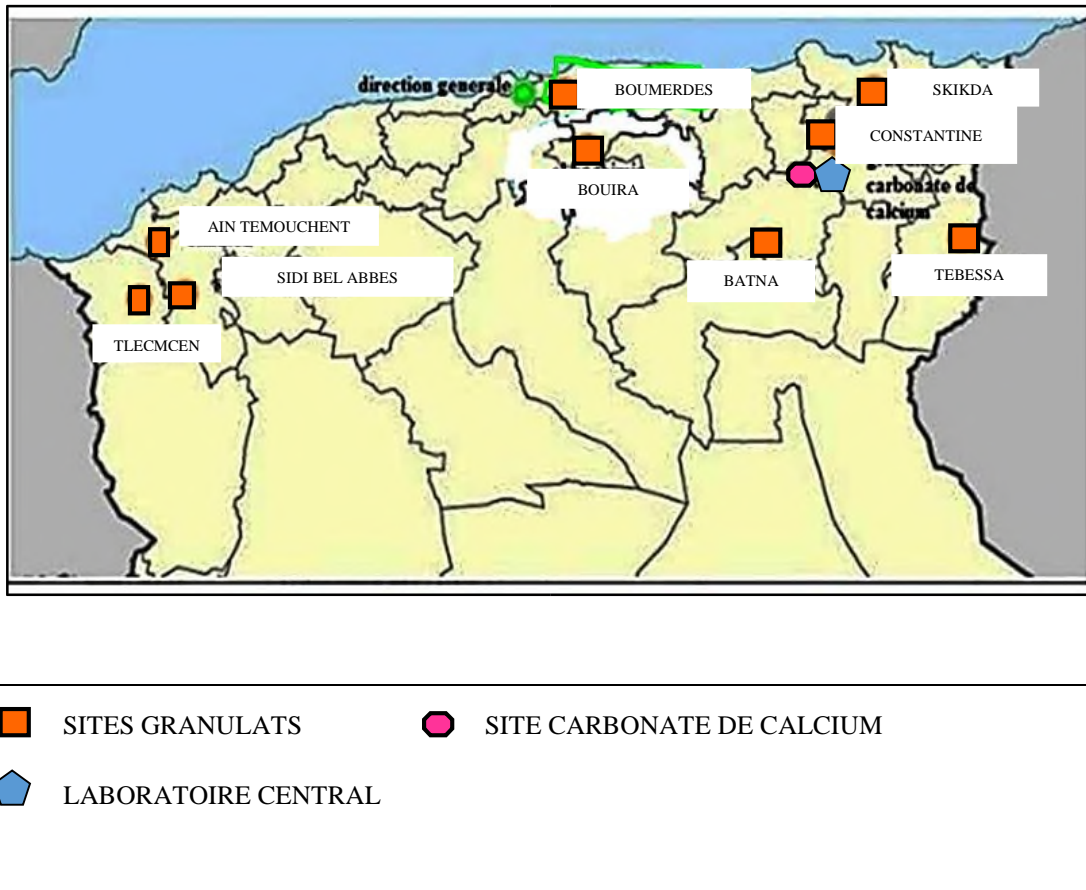 direction generale
BOUMERDES
SKIKDA
CONSTANTINE
BOUIRA
carbonate de
calcium
AIN TEMOUCHENT
SIDI BEL ABBES
BATNA
TEBESSA
TLECMCEN
SITES GRANULATS
SITE CARBONATE DE CALCIUM
LABORATOIRE CENTRAL